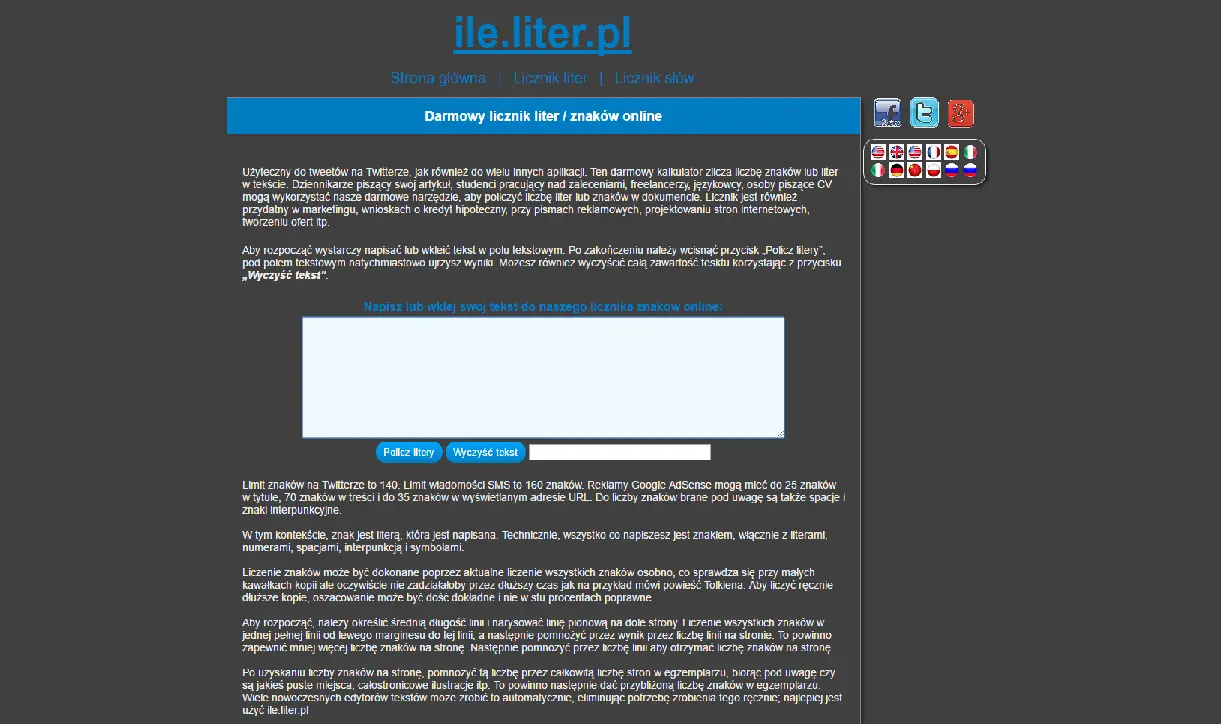 ile.liter.pl
Strona główna | Licznik liter | Licznik słów
Darmowy licznik liter / znaków online
Użyteczny do tweetów na Twitterze, jak również do wielu innych aplikacji. Ten darmowy kalkulator zlicza liczbę znaków lub liter
w tekście. Dziennikarze piszący swój artykuł, studenci pracujący nad zaleceniami, freelancerzy, językowcy, osoby piszące CV
mogą wykorzystać nasze darmowe narzędzie, aby policzyć liczbę liter lub znaków w dokumencie. Licznik jest również
przydatny w marketingu, wnioskach o kredyt hipoteczny, przy pismach reklamowych, projektowaniu stron internetowych,
tworzeniu ofert itp.
Aby rozpocząć wystarczy napisać lub wkleić tekst w polu tekstowym. Po zakończeniu należy wcisnąć przycisk „Policz litery”,
pod polem tekstowym natychmiastowo ujrzysz wyniki. Możesz również wyczyścić całą zawartość tesktu korzystając z przycisku
„Wyczyść tekst”.
Napisz lub wklej swoj tekst do naszego licznika znakow online:
Policz litery Wyczyść tekst
Limit znaków na Twitterze to 140. Limit wiadomości SMS to 160 znaków. Reklamy Google AdSense mogą mieć do 25 znaków
w tytule, 70 znaków w treści i do 35 znaków w wyświetlanym adresie URL. Do liczby znaków brane pod uwagę są także spacje i
znaki interpunkcyjne.
W tym kontekście, znak jest literą, która jest napisana. Technicznie, wszystko co napiszesz jest znakiem, włącznie z literami,
numerami, spacjami, interpunkcją i symbolami.
Liczenie znaków może być dokonane poprzez aktualne liczenie wszystkich znaków osobno, co sprawdza się przy małych
kawałkach kopii ale oczywiście nie zadziałałoby przez dłuższy czas jak na przykład mówi powieść Tolkiena. Aby liczyć ręcznie
dłuższe kopie, oszacowanie może być dość dokładne i nie w stu procentach poprawne.
Aby rozpocząć, należy określić średnią długość linii i narysować linię pionową na dole strony. Liczenie wszystkich znaków w
jednej pełnej linii od lewego marginesu do tej linii, a następnie pomnożyć przez wynik przez liczbę linii na stronie. To powinno
zapewnić mniej więcej liczbę znaków na stronę. Następnie pomnożyć przez liczbę linii aby otrzymać liczbę znaków na stronę
Po uzyskaniu liczby znaków na stronę, pomnożyć tą liczbę przez całkowitą liczbę stron w egzemplarzu, biorąc pod uwagę czy
są jakieś puste miejsca, całostronicowe ilustracje itp. To powinno następnie dać przybliżoną liczbę znaków w egzemplarzu.
Wiele nowoczesnych edytorów tekstów może zrobić to automatycznie, eliminując potrzebę zrobienia tego ręcznie; najlepiej jest
użyć ile.liter.pl